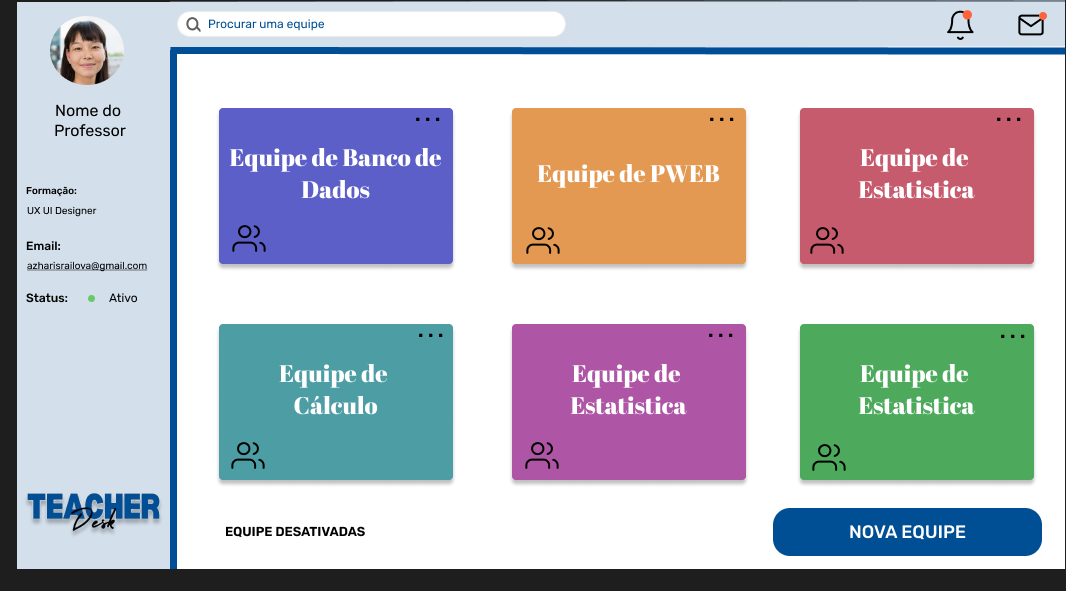 Procurar uma equipe
Nome do
Professor
Formação:
UX UI Designer
Email:
azharisrailova@gmail.com
Status:
Ativo
TEACHER
Desk
Equipe de Banco de
Dados
Equipe de PWEB
Equipe de
Estatistica
Equipe de
Cálculo
Equipe de
Estatistica
Equipe de
Estatistica
EQUIPE DESATIVADAS
NOVA EQUIPE